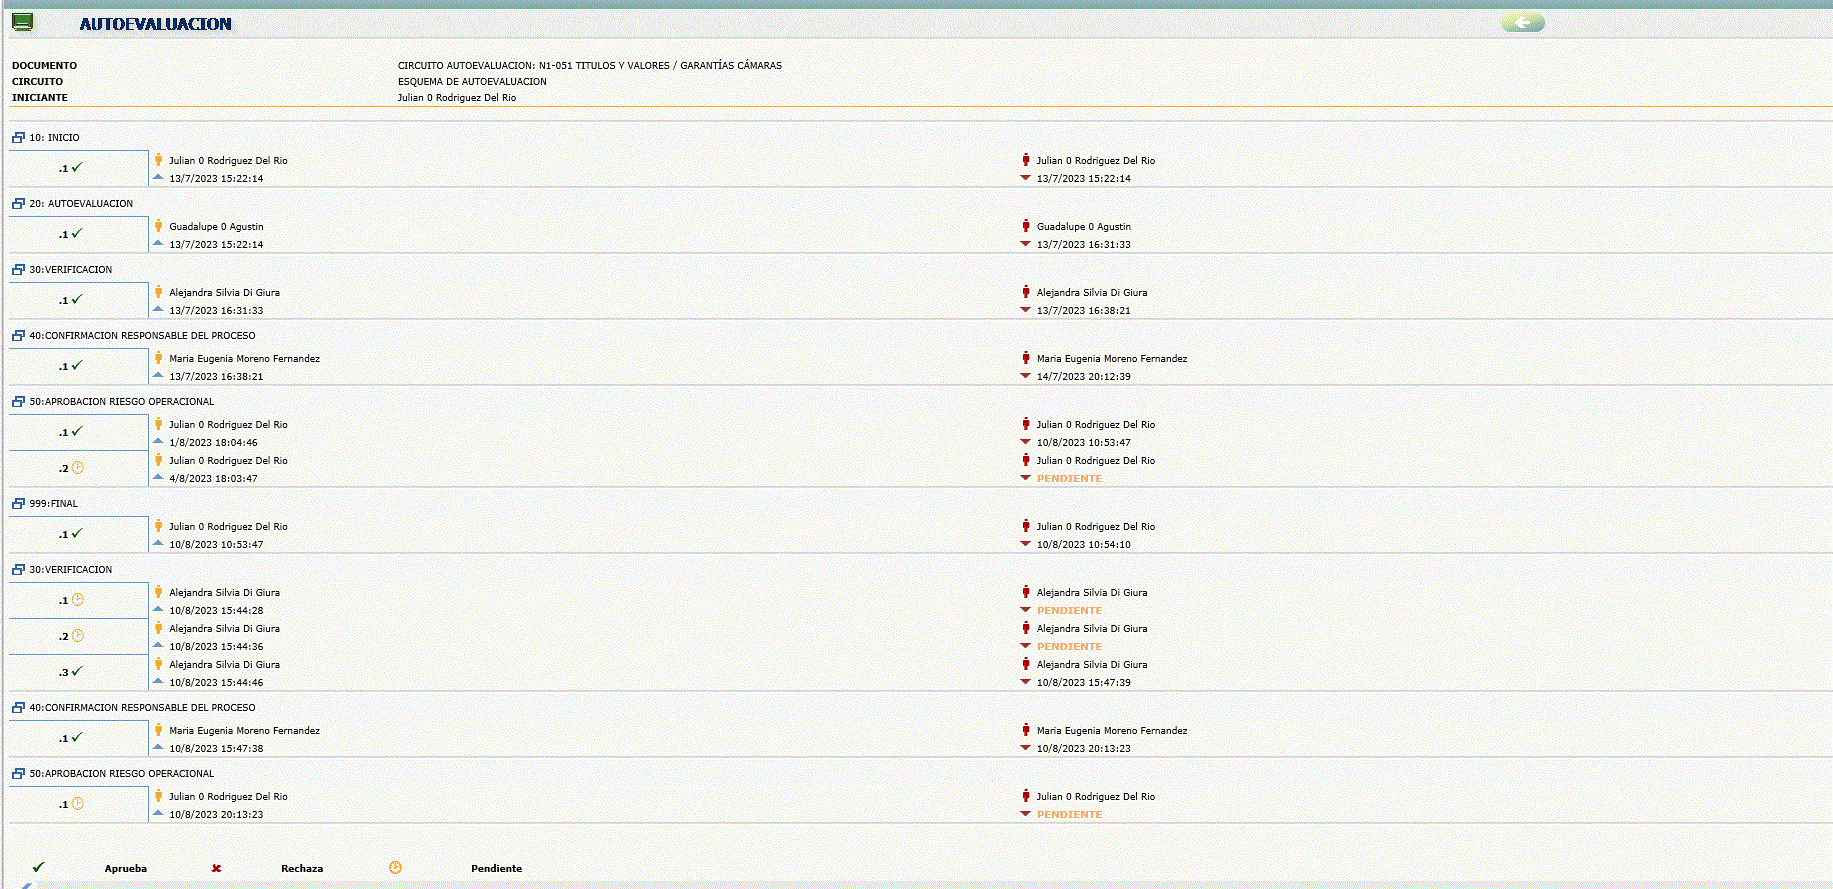 AUTOEVALUACION
DOCUMENTO CIRCUITO AUTOEVALUACION: N1-051 TITULOS Y VALORES / GARANTÍAS CÁMARAS
CIRCUITO ESQUEMA DE AUTOEVALUACION
INICIANTE Julian 0 Rodriguez Del Rio
10: INICIO
.1 Julian 0 Rodriguez Del Rio Julian 0 Rodriguez Del Rio
13/7/2023 15:22:14 13/7/2023 15:22:14
20: AUTOEVALUACION
.1 Guadalupe 0 Agustin Guadalupe 0 Agustin
13/7/2023 15:22:14 13/7/2023 16:31:33
30:VERIFICACION
.1 Alejandra Silvia Di Giura Alejandra Silvia Di Giura
13/7/2023 16:31:33 13/7/2023 16:38:21
40:CONFIRMACION RESPONSABLE DEL PROCESO
.1 Maria Eugenia Moreno Fernandez Maria Eugenia Moreno Fernandez
13/7/2023 16:38:21 14/7/2023 20:12:39
50:APROBACION RIESGO OPERACIONAL
.1 Julian 0 Rodriguez Del Rio Julian 0 Rodriguez Del Rio
1/8/2023 18:04:46 10/8/2023 10:53:47
.2 Julian 0 Rodriguez Del Rio Julian 0 Rodriguez Del Rio
4/8/2023 18:03:47 PENDIENTE
999:FINAL
.1 Julian 0 Rodriguez Del Rio Julian 0 Rodriguez Del Rio
10/8/2023 10:53:47 10/8/2023 10:54:10
30:VERIFICACION
.1 Alejandra Silvia Di Giura Alejandra Silvia Di Giura
10/8/2023 15:44:28 PENDIENTE
.2 Alejandra Silvia Di Giura Alejandra Silvia Di Giura
10/8/2023 15:44:36 PENDIENTE
.3 Alejandra Silvia Di Giura Alejandra Silvia Di Giura
10/8/2023 15:44:46 10/8/2023 15:47:39
40:CONFIRMACION RESPONSABLE DEL PROCESO
.1 Maria Eugenia Moreno Fernandez Maria Eugenia Moreno Fernandez
10/8/2023 15:47:38 10/8/2023 20:13:23
50:APROBACION RIESGO OPERACIONAL
.1 Julian 0 Rodriguez Del Rio Julian 0 Rodriguez Del Rio
10/8/2023 20:13:23 PENDIENTE
Aprueba Rechaza Pendiente